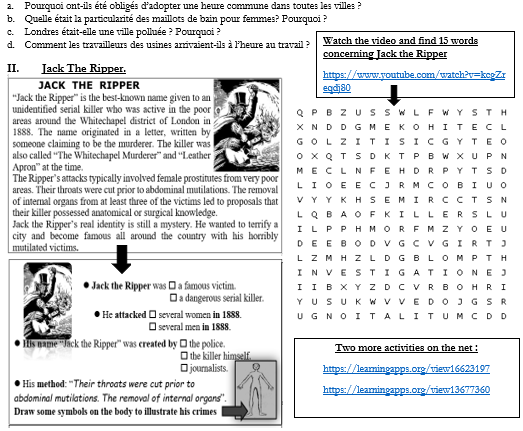 a. Pourquoi ont-ils été obligés d'adopter une heure commune dans toutes les villes ?
b. Quelle était la particularité des maillots de bain pour femmes? Pourquoi ?
c. Londres était-elle une ville polluée ? Pourquoi ?
d. Comment les travailleurs des usines arrivaient-ils à l'heure au travail ?
II. Jack The Ripper.
JACK THE RIPPER
"Jack the Ripper" is the best-known name given to an
unidentified serial killer who was active in the poor
areas around the Whitechapel district of London in
1888. The name originated in a letter, written by
someone claiming to be the murderer. The killer was
also called "The Whitechapel Murderer" and "Leather
Apron" at the time.
The Ripper's attacks typically involved female prostitutes from very poor
areas. Their throats were cut prior to abdominal mutilations. The removal
of internal organs from at least three of the victims led to proposals that
their killer possessed anatomical or surgical knowledge.
Jack the Ripper's real identity is still a mystery. He wanted to terrify a
city and become famous all around the country with his horribly
mutilated victims.
● Jack the Ripper was ☐ a famous victim.
☐ a dangerous serial killer.
● He attacked ☐ several women in 1888.
☐ several men in 1888.
● His name "Jack the Ripper" was created by ☐ the police.
☐ the killer himself.
☐ journalists.
● His method: "Their throats were cut prior to
abdominal mutilations. The removal of internal organs".
Draw some symbols on the body to illustrate his crimes
Watch the video and find 15 words
concerning Jack the Ripper
https://www.youtube.com/watch?v=kcgZr
eqdj80
Q P B Z U S S W L F W Y S T H
X N D D G M E K O H I T E C L
G O L Z I T I S I C G Y T E O
O X Q T S D K T P B W X U P N
M E C L N F E H D R P Y T S D
L I O E E C J R M C O B I U O
V Y Y K H S E M I R C C T S N
L Q B A O F K I L L E R S L U
I L P P H M O R F M Z Y O E U
D E E B O D V G C V G I R T J
L Z M H Z L D G B L O M P T H
I N V E S T I G A T I O N E J
I I B X Y Z D C V R B O H R I
Y U S U K W V V E D O J G S R
U G N O I T A L I T U M C D D
Two more activities on the net :
https://learningapps.org/view16623197
https://learningapps.org/view13677360